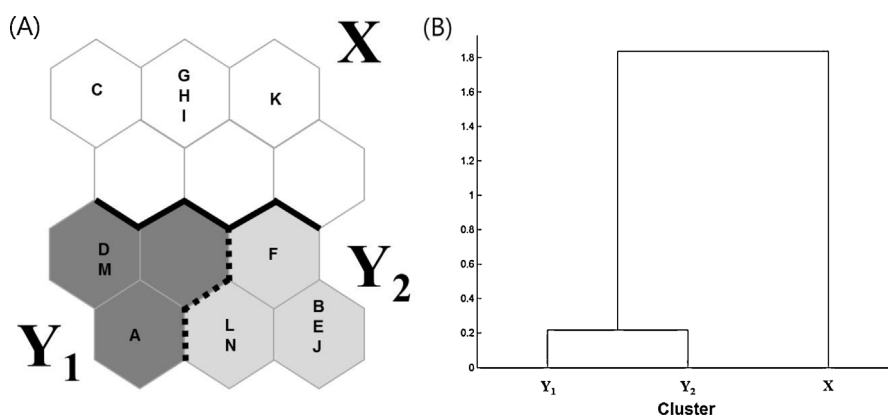 (A)
X
C
G
H
I
K
D
M
F
Y₂
A
L
N
B
E
J
Y₁
(B)
1.8
1.6
1.4
1.2
1
0.8
0.6
0.4
0.2
0
Y₁
Y₂
X
Cluster